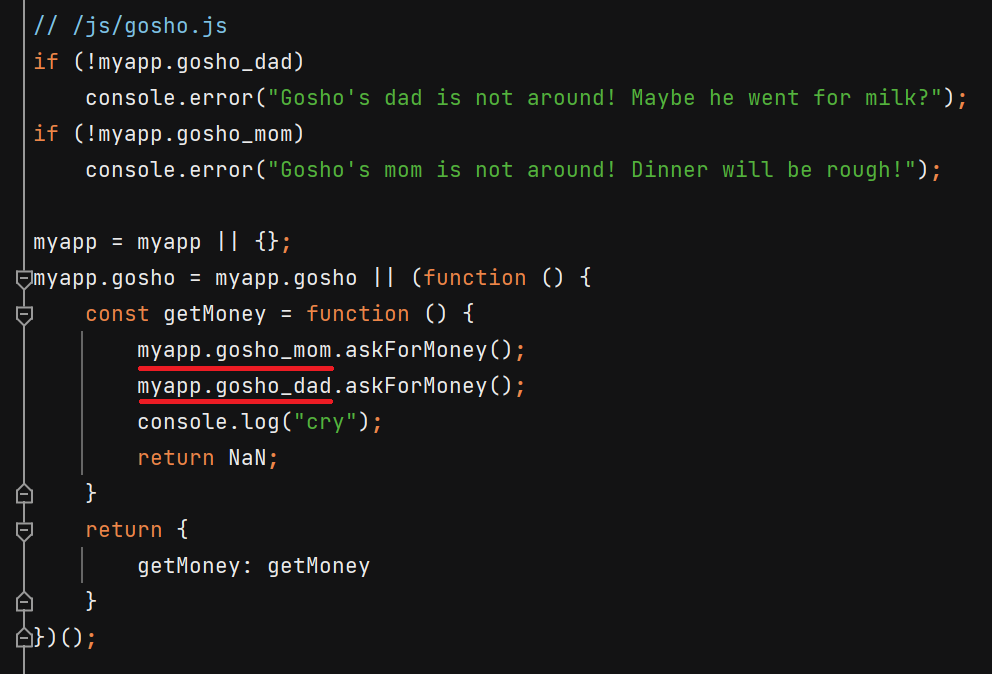 // /js/gosho.js
if (!myapp.gosho_dad)
    console.error("Gosho's dad is not around! Maybe he went for milk?");
if (!myapp.gosho_mom)
    console.error("Gosho's mom is not around! Dinner will be rough!");

myapp = myapp || {};
myapp.gosho = myapp.gosho || (function () {
    const getMoney = function () {
        myapp.gosho_mom.askForMoney();
        myapp.gosho_dad.askForMoney();
        console.log("cry");
        return NaN;
    }
    return {
        getMoney: getMoney
    }
})();